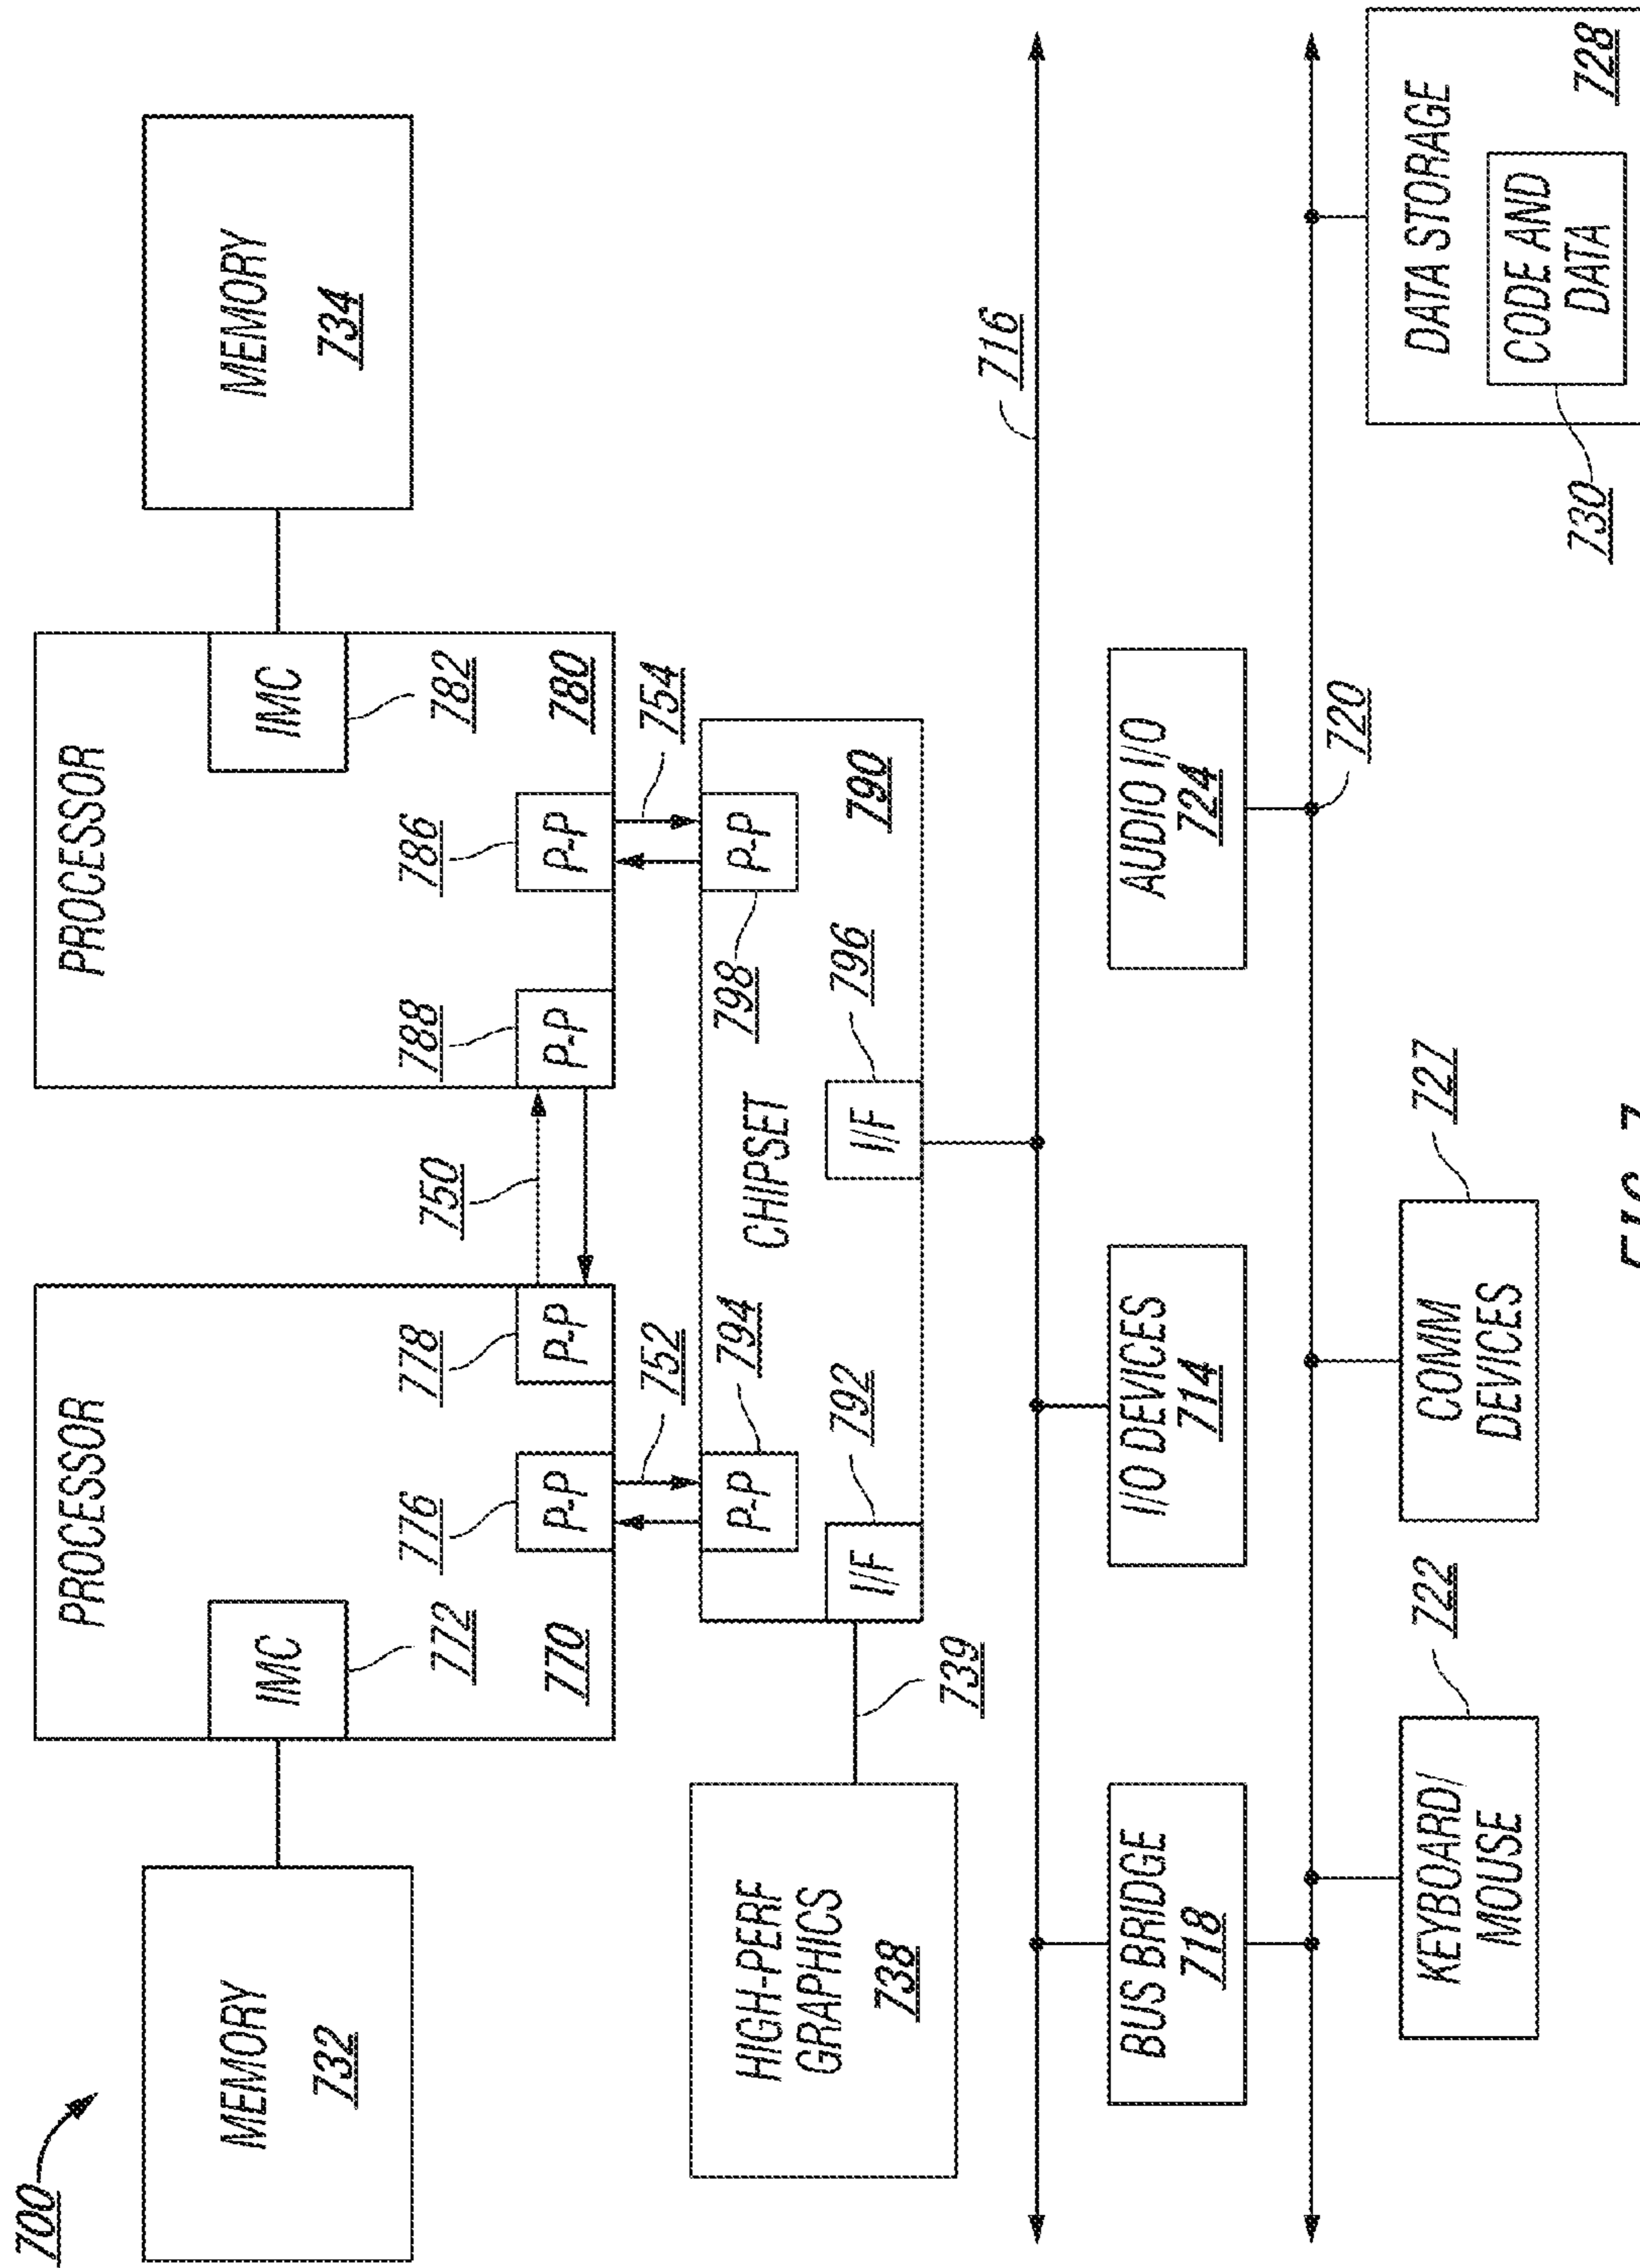 700
MEMORY
732
PROCESSOR
IMC
772
770
776
P-P
778
P-P
750
PROCESSOR
788
P-P
786
P-P
IMC
782
780
MEMORY
734
752
754
HIGH-PERF
GRAPHICS
738
739
P-P
794
I/F
792
CHIPSET
P-P
798
I/F
796
790
716
BUS BRIDGE
718
I/O DEVICES
714
AUDIO I/O
724
720
KEYBOARD/
MOUSE
722
COMM
DEVICES
727
DATA STORAGE
CODE AND
DATA
730
728
FIG. 7